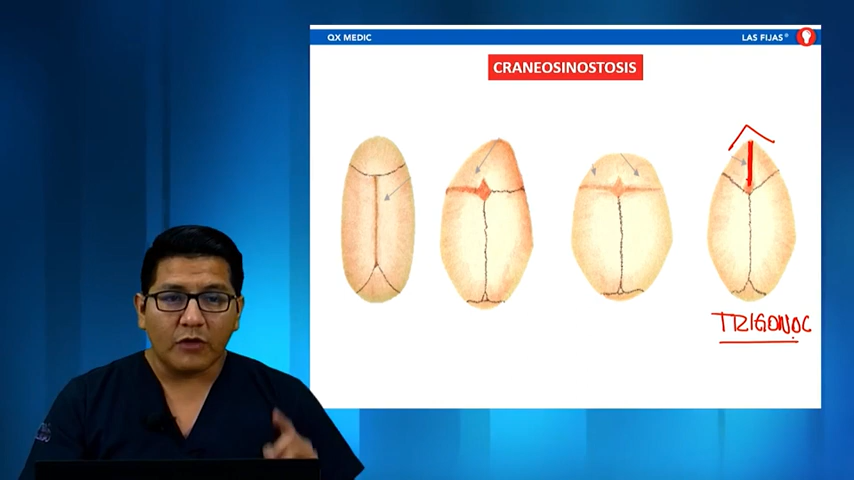 QX MEDIC
LAS FIJAS®
CRANEOSINOSTOSIS
TRIGONOC